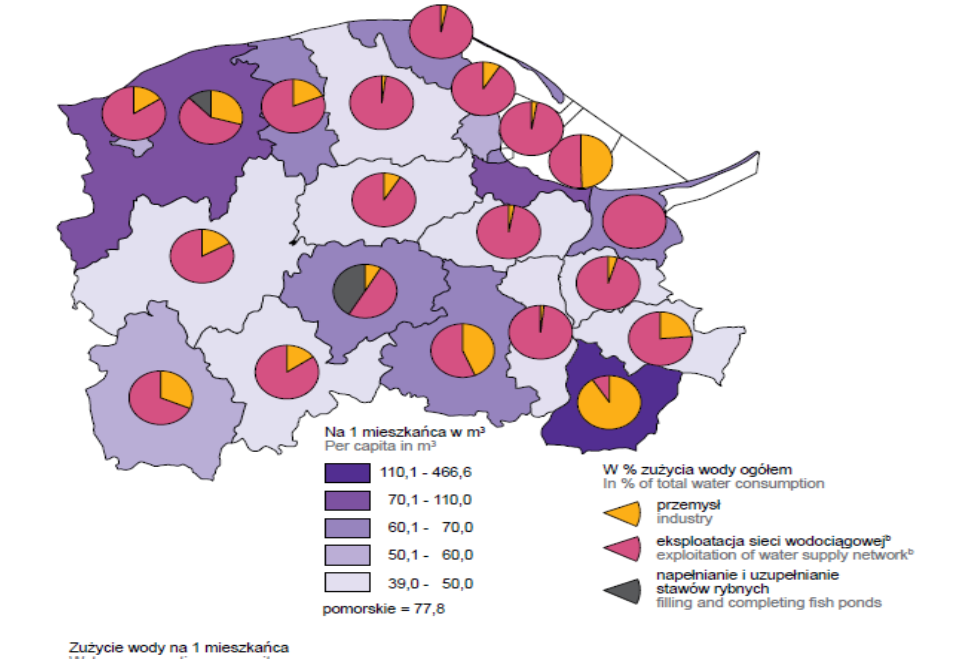 Na 1 mieszkańca w m³
Per capita in m³
110,1 - 466,6
70,1 - 110,0
60,1 - 70,0
50,1 - 60,0
39,0 - 50,0
pomorskie = 77,8
W % zużycia wody ogółem
In % of total water consumption
przemysł
industry
eksploatacja sieci wodociągowejᵇ
exploitation of water supply networkᵇ
napełnianie i uzupełnianie
stawów rybnych
filling and completing fish ponds
Zużycie wody na 1 mieszkańca